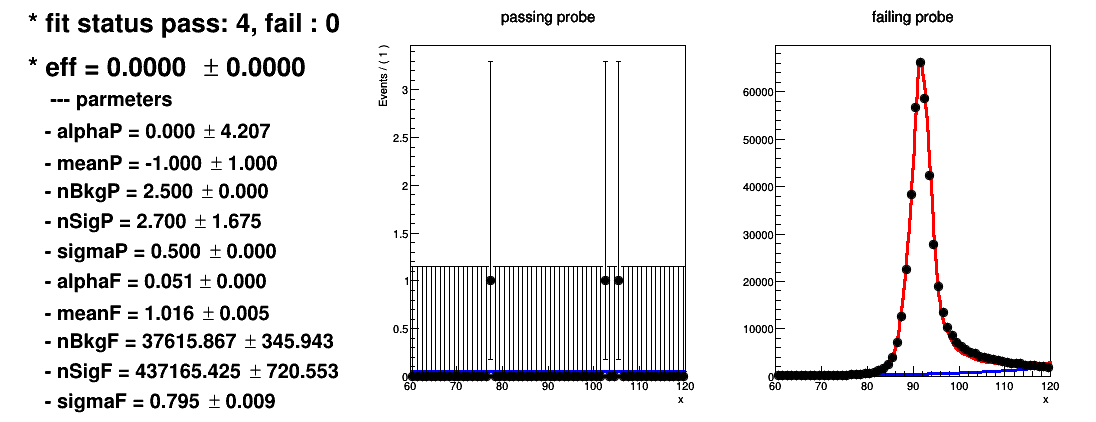 * fit status pass: 4, fail : 0
* eff = 0.0000 ± 0.0000
--- parmeters
- alphaP = 0.000 ± 4.207
- meanP = -1.000 ± 1.000
- nBkgP = 2.500 ± 0.000
- nSigP = 2.700 ± 1.675
- sigmaP = 0.500 ± 0.000
- alphaF = 0.051 ± 0.000
- meanF = 1.016 ± 0.005
- nBkgF = 37615.867 ± 345.943
- nSigF = 437165.425 ± 720.553
- sigmaF = 0.795 ± 0.009
passing probe
Events / ( 1 )
3
2.5
2
1.5
1
0.5
0
60 70 80 90 100 110 120
x
failing probe
60000
50000
40000
30000
20000
10000
0
60 70 80 90 100 110 120
x